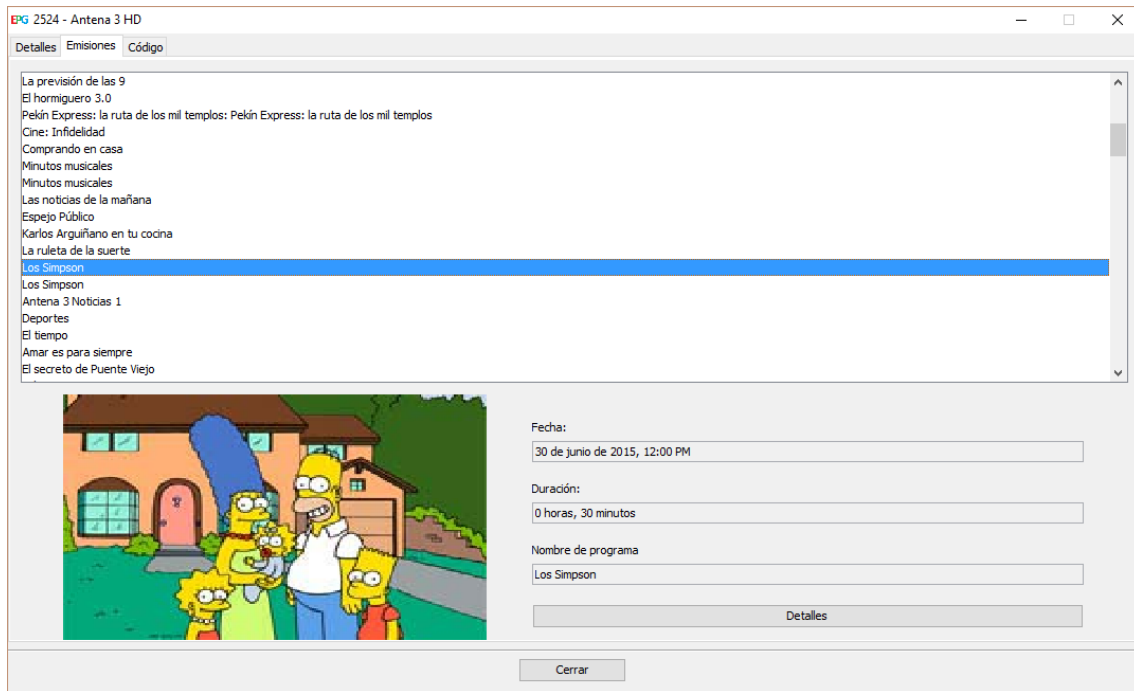 EPG 2524 - Antena 3 HD
Detalles Emisiones Código
La previsión de las 9
El hormiguero 3.0
Pekín Express: la ruta de los mil templos: Pekín Express: la ruta de los mil templos
Cine: Infidelidad
Comprando en casa
Minutos musicales
Minutos musicales
Las noticias de la mañana
Espejo Público
Karlos Arguiñano en tu cocina
La ruleta de la suerte
Los Simpson
Los Simpson
Antena 3 Noticias 1
Deportes
El tiempo
Amar es para siempre
El secreto de Puente Viejo
Fecha:
30 de junio de 2015, 12:00 PM
Duración:
0 horas, 30 minutos
Nombre de programa
Los Simpson
Detalles
Cerrar